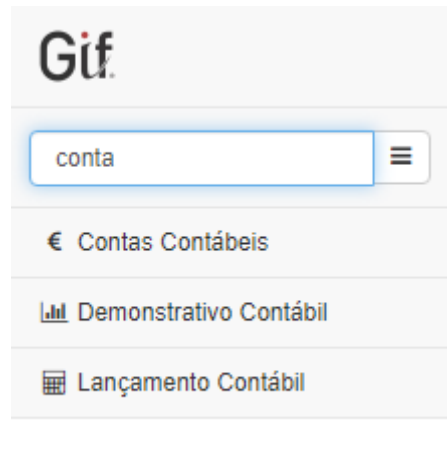 Gif.
conta
Contas Contábeis
Demonstrativo Contábil
Lançamento Contábil